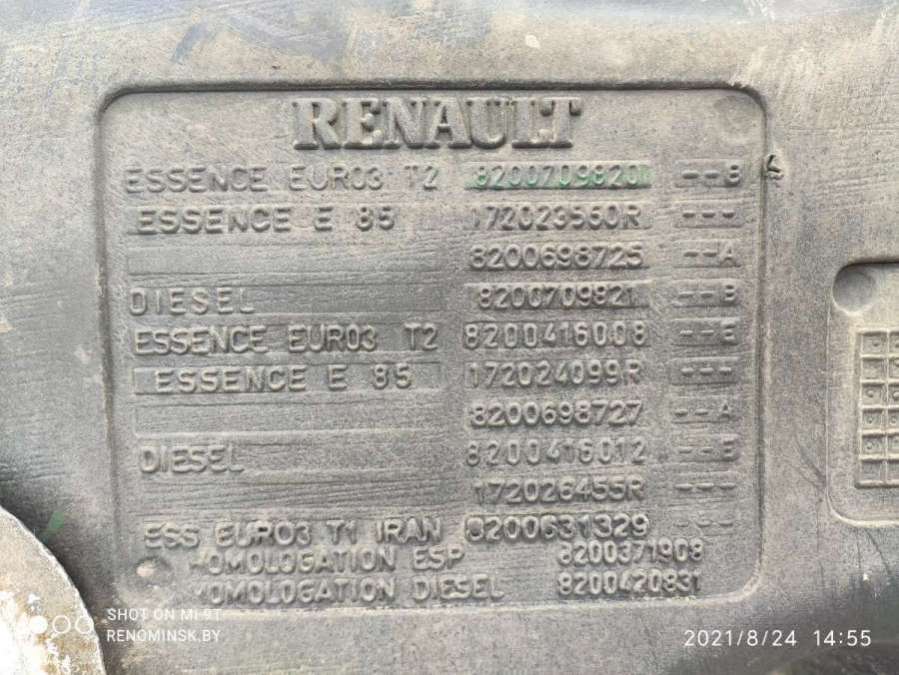 RENAULT
ESSENCE EURO3 T2 8200709820 --B
ESSENCE E 85 172023560R ---
8200698725 --A
DIESEL 8200709821 --B
ESSENCE EURO3 T2 8200416008 --E
ESSENCE E 85 172024099R ---
8200698727 --A
DIESEL 8200416012 --E
172026455R ---
ESS EURO3 T1 IRAN 8200631329 --
HOMOLOGATION ESP 8200371908
HOMOLOGATION DIESEL 8200420831
SHOT ON MI 9T
RENOMINSK.BY
2021/8/24 14:55